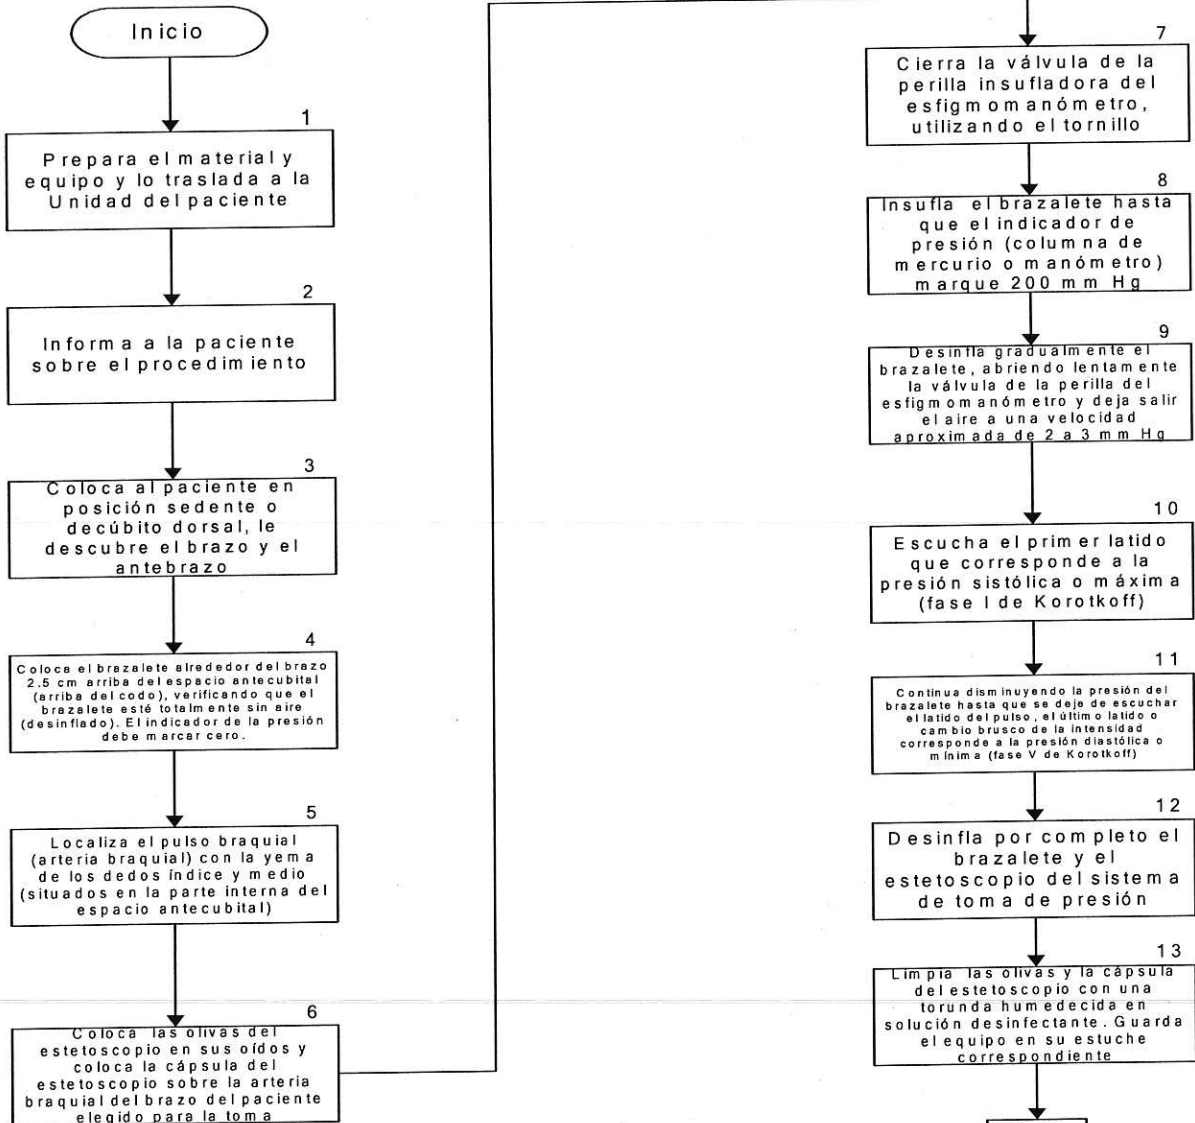 Inicio
1
Prepara el material y
equipo y lo traslada a la
Unidad del paciente
2
Informa a la paciente
sobre el procedimiento
3
Coloca al paciente en
posición sedente o
decúbito dorsal, le
descubre el brazo y el
antebrazo
4
Coloca el brazalete alrededor del brazo
2.5 cm arriba del espacio antecubital
(arriba del codo), verificando que el
brazalete esté totalmente sin aire
(desinflado). El indicador de la presión
debe marcar cero.
5
Localiza el pulso braquial
(arteria braquial) con la yema
de los dedos índice y medio
(situados en la parte interna del
espacio antecubital)
6
Coloca las olivas del
estetoscopio en sus oídos y
coloca la cápsula del
estetoscopio sobre la arteria
braquial del brazo del paciente
elegido para la toma
7
Cierra la válvula de la
perilla insufladora del
esfigmomanómetro,
utilizando el tornillo
8
Insufla el brazalete hasta
que el indicador de
presión (columna de
mercurio o manómetro)
marque 200 mm Hg
9
Desinfla gradualmente el
brazalete, abriendo lentamente
la válvula de la perilla del
esfigmomanómetro y deja salir
el aire a una velocidad
aproximada de 2 a 3 mm Hg
10
Escucha el primer latido
que corresponde a la
presión sistólica o máxima
(fase I de Korotkoff)
11
Continua disminuyendo la presión del
brazalete hasta que se deje de escuchar
el latido del pulso, el último latido o
cambio brusco de la intensidad
corresponde a la presión diastólica o
mínima (fase V de Korotkoff)
12
Desinfla por completo el
brazalete y el
estetoscopio del sistema
de toma de presión
13
Limpia las olivas y la cápsula
del estetoscopio con una
torunda humedecida en
solución desinfectante. Guarda
el equipo en su estuche
correspondiente